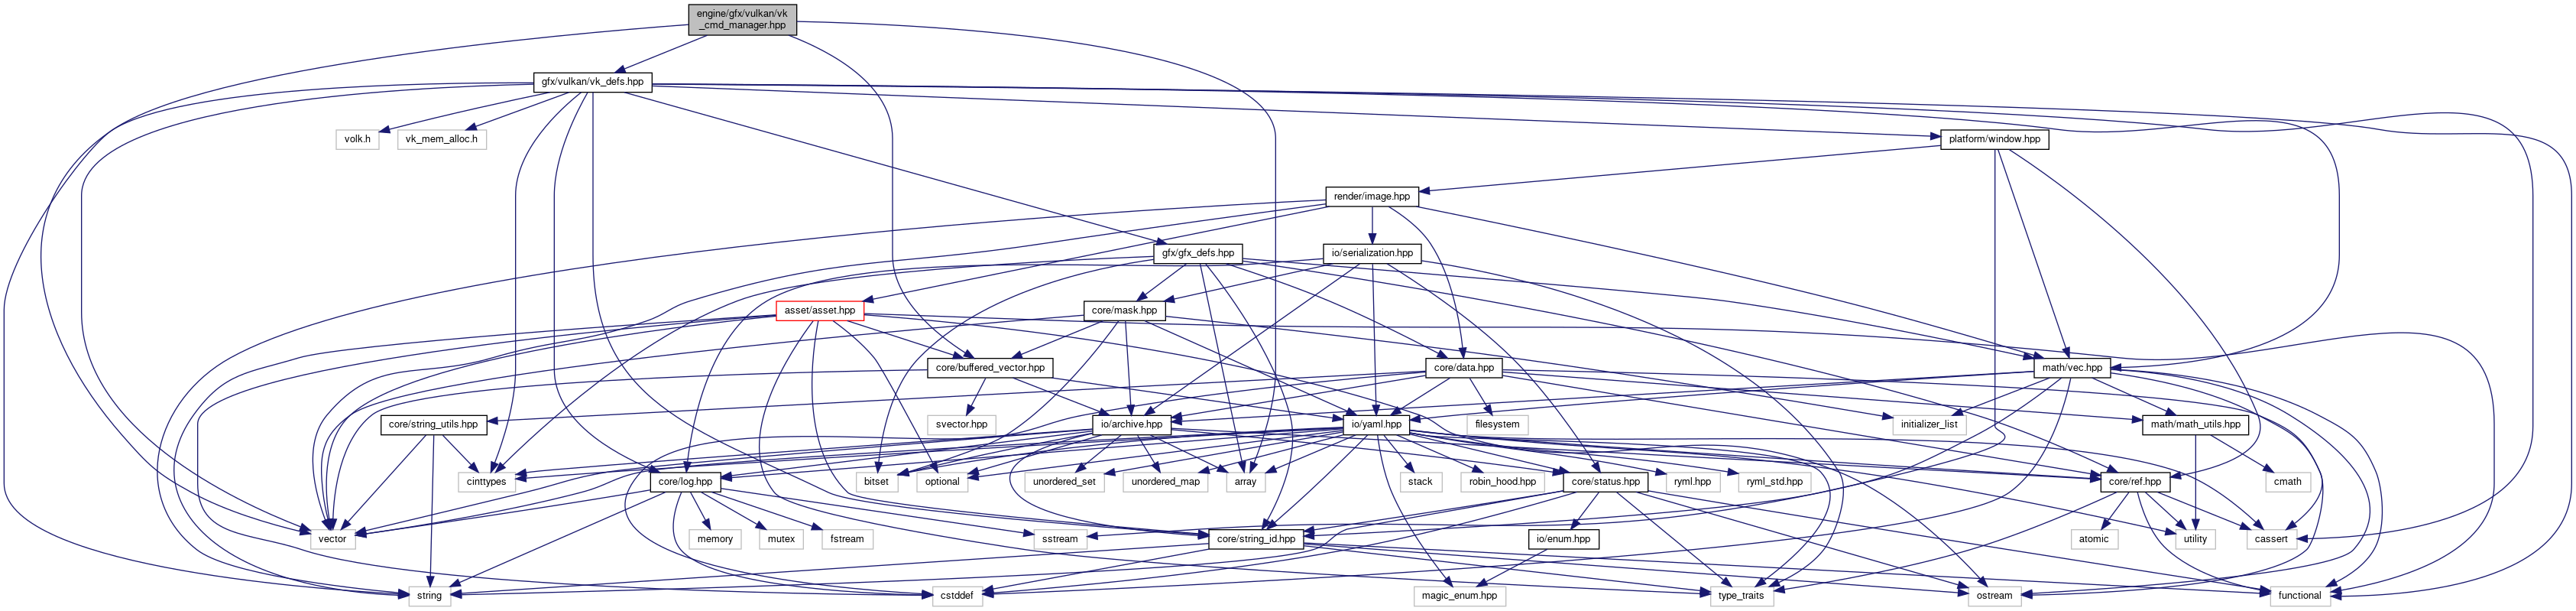 engine/gfx/vulkan/vk
_cmd_manager.hpp
gfx/vulkan/vk_defs.hpp
volk.h
vk_mem_alloc.h
platform/window.hpp
render/image.hpp
gfx/gfx_defs.hpp
io/serialization.hpp
asset/asset.hpp
core/mask.hpp
core/buffered_vector.hpp
core/data.hpp
math/vec.hpp
core/string_utils.hpp
svector.hpp
io/archive.hpp
io/yaml.hpp
filesystem
initializer_list
math/math_utils.hpp
cinttypes
core/log.hpp
bitset
optional
unordered_set
unordered_map
array
stack
robin_hood.hpp
core/status.hpp
ryml.hpp
ryml_std.hpp
core/ref.hpp
cmath
vector
memory
mutex
fstream
sstream
core/string_id.hpp
io/enum.hpp
atomic
utility
cassert
string
cstddef
magic_enum.hpp
type_traits
ostream
functional